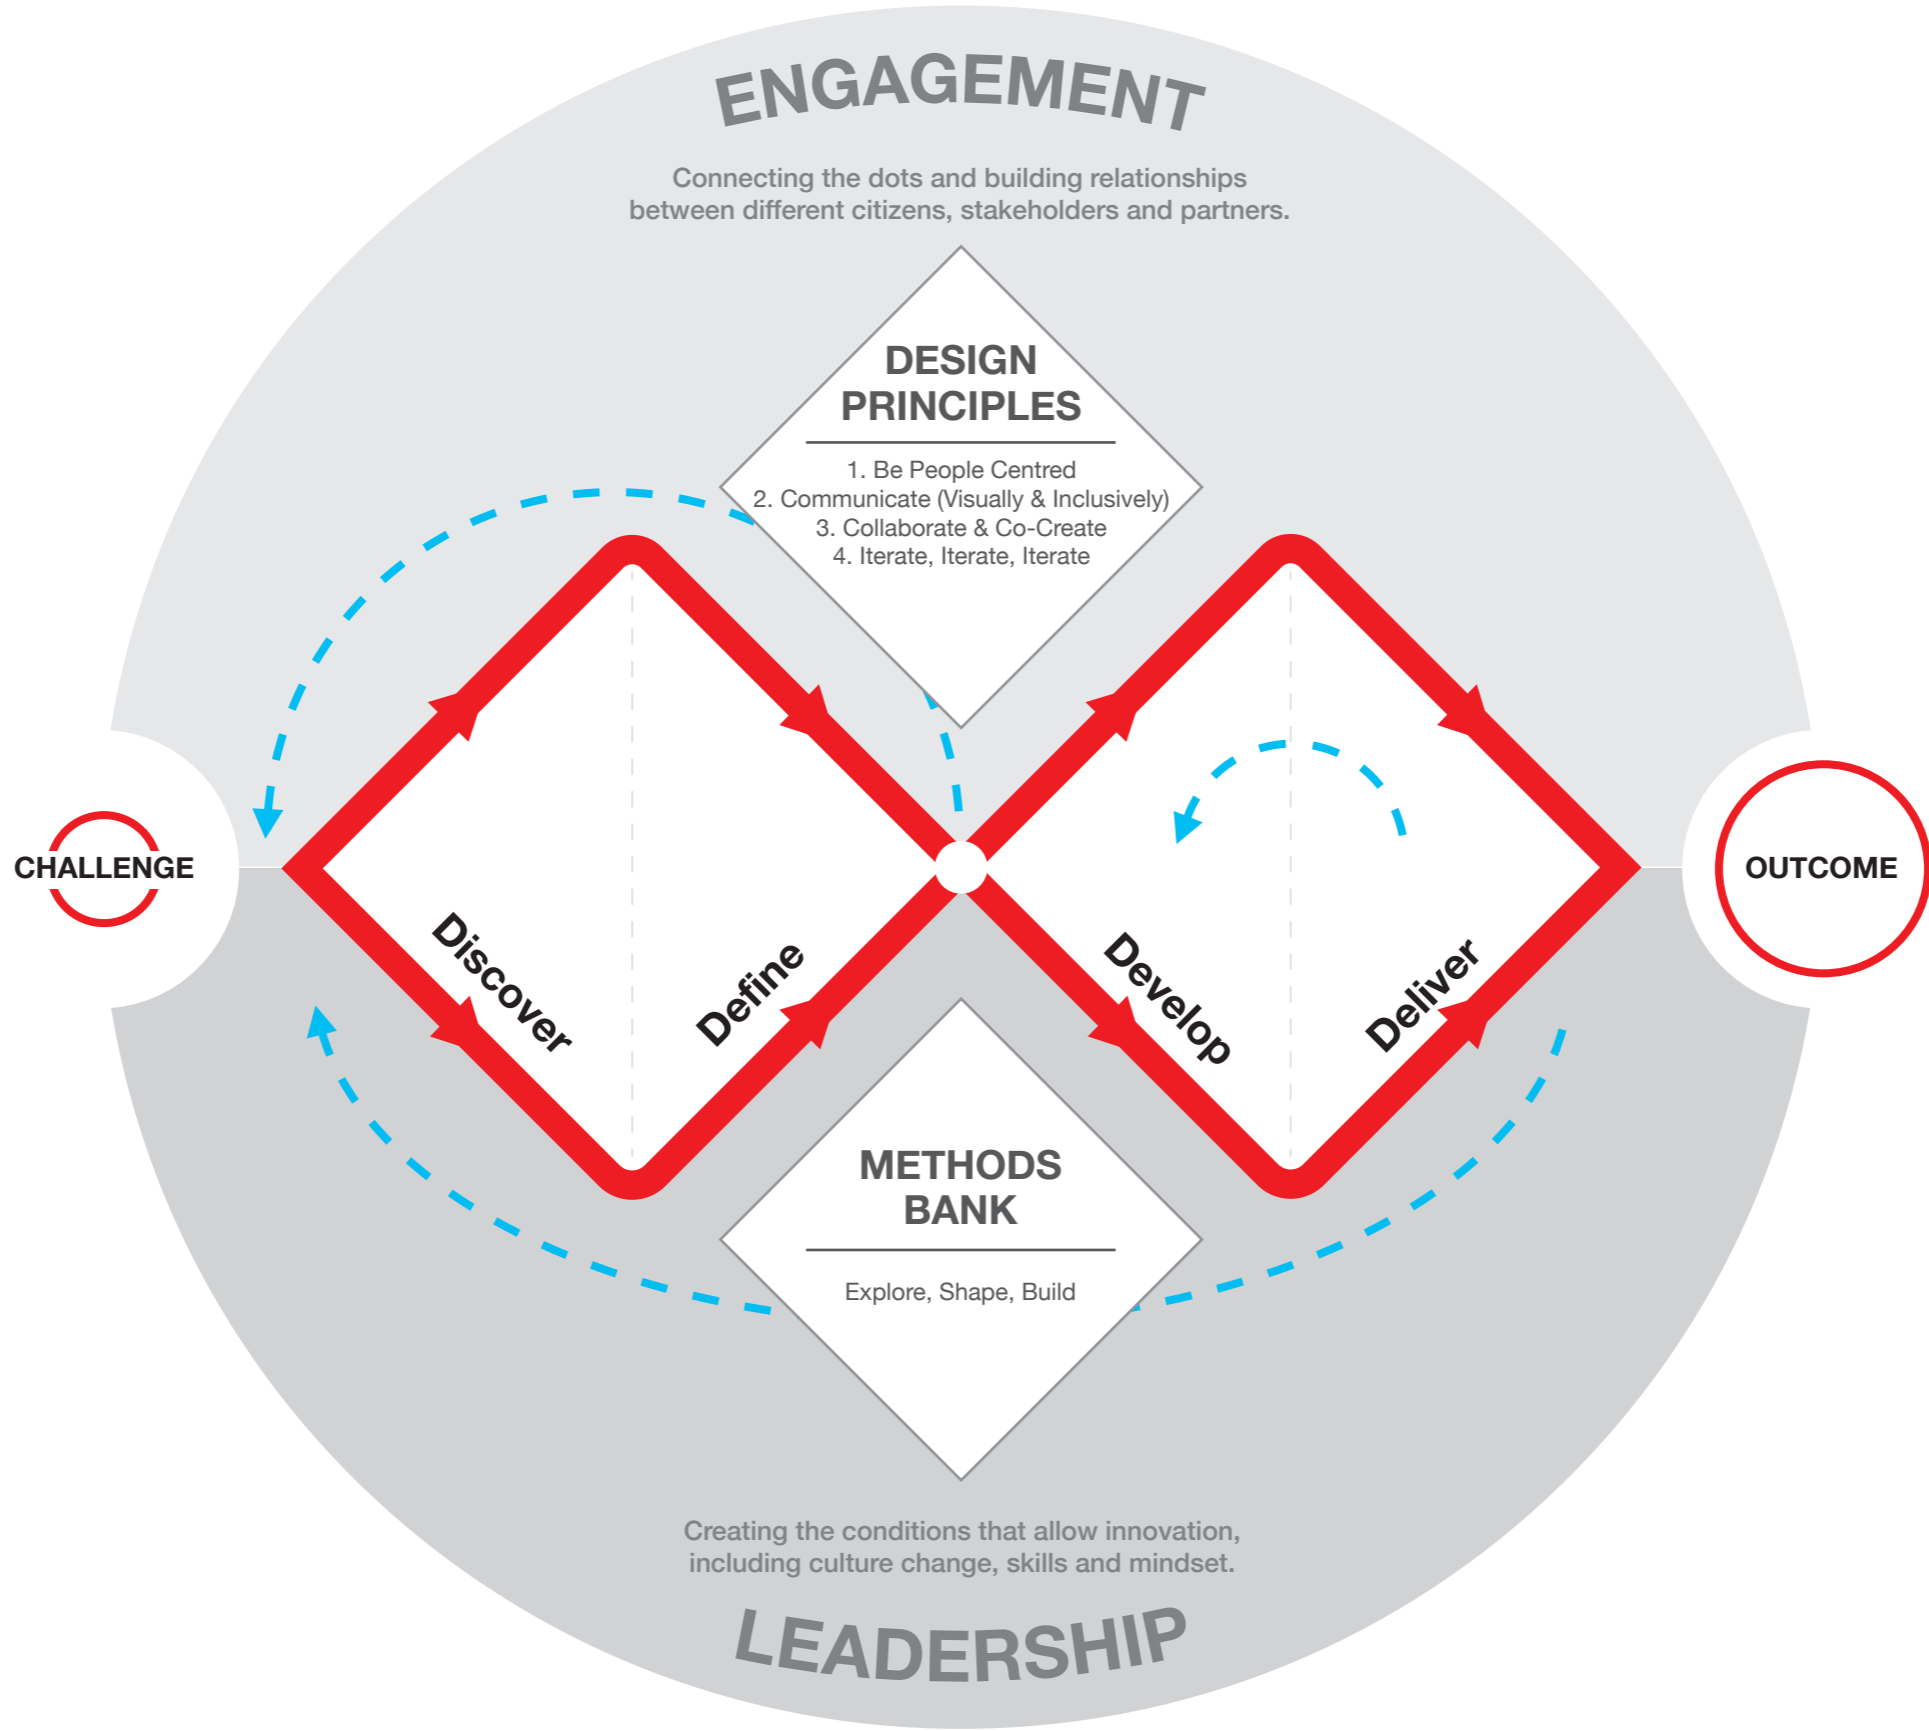 ENGAGEMENT
Connecting the dots and building relationships
between different citizens, stakeholders and partners.
DESIGN
PRINCIPLES
1. Be People Centred
2. Communicate (Visually & Inclusively)
3. Collaborate & Co-Create
4. Iterate, Iterate, Iterate
CHALLENGE
OUTCOME
Discover
Define
Develop
Deliver
METHODS
BANK
Explore, Shape, Build
Creating the conditions that allow innovation,
including culture change, skills and mindset.
LEADERSHIP